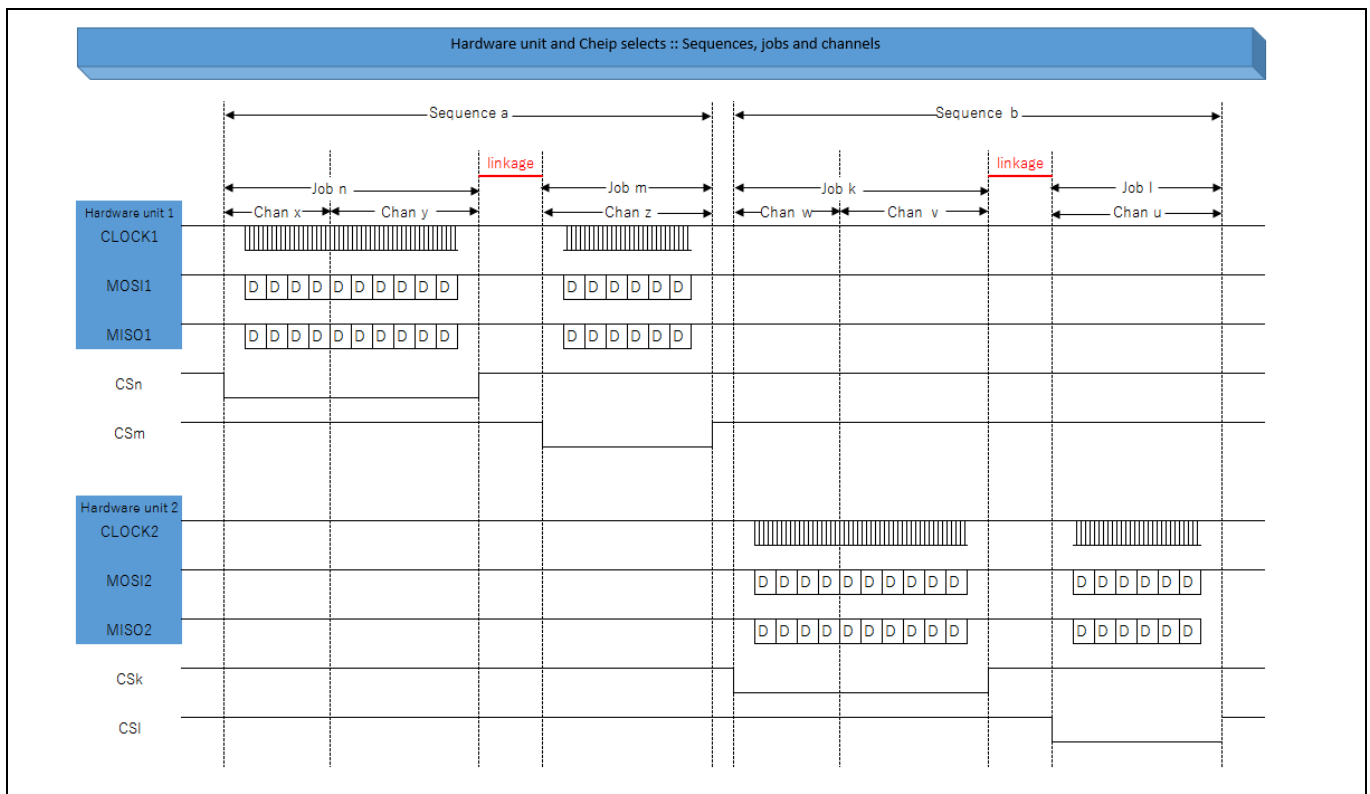 Hardware unit and Cheip selects :: Sequences, jobs and channels
Sequence a
Sequence b
linkage
linkage
Job n
Job m
Job k
Job l
Hardware unit 1
Chan x
Chan y
Chan z
Chan w
Chan v
Chan u
CLOCK1
MOSI1
D D D D D D D D D D
D D D D D D
MISO1
D D D D D D D D D D
D D D D D D
CSn
CSm
Hardware unit 2
CLOCK2
MOSI2
D D D D D D D D D D
D D D D D D
MISO2
D D D D D D D D D D
D D D D D D
CSk
CSl